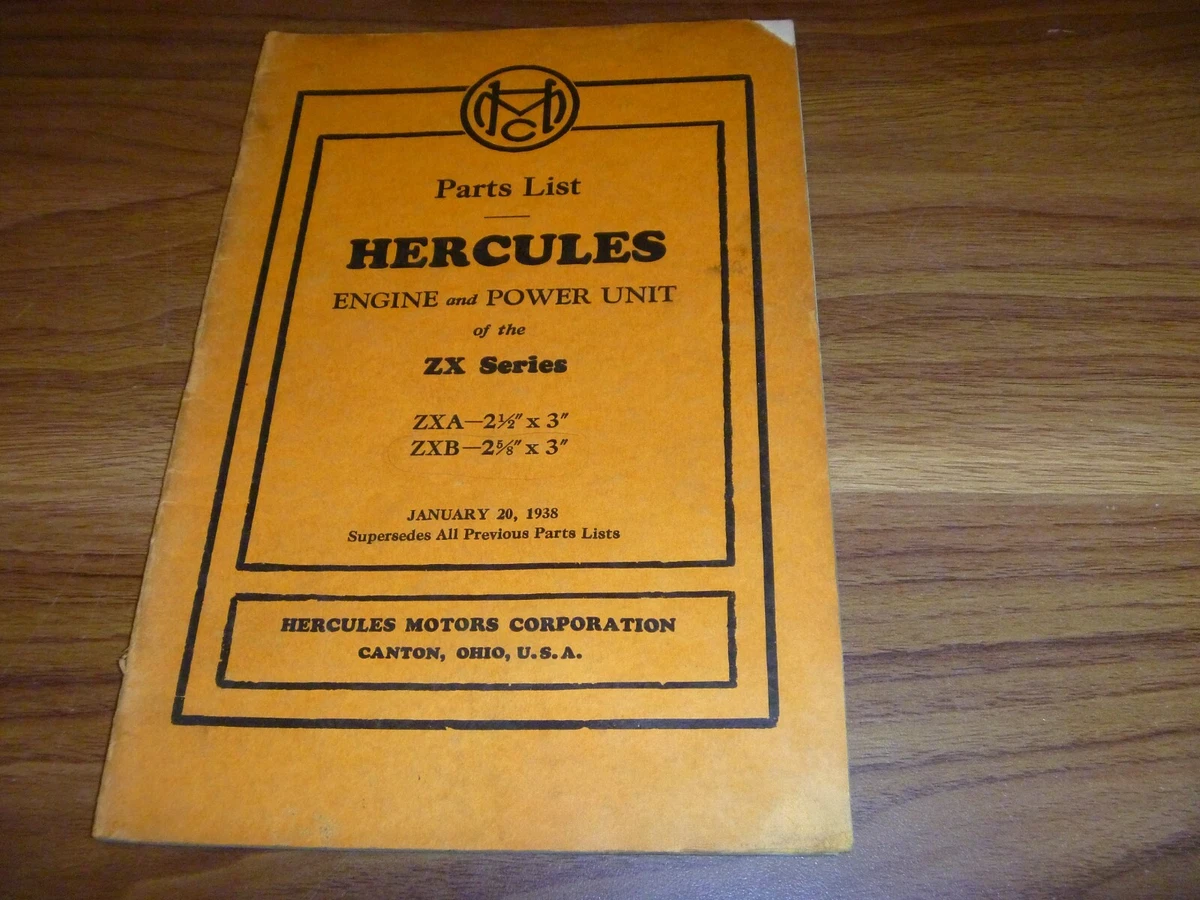 HMC
Parts List
HERCULES
ENGINE and POWER UNIT
of the
ZX Series
ZXA—2½″ x 3″
ZXB—2⅝″ x 3″
JANUARY 20, 1938
Supersedes All Previous Parts Lists
HERCULES MOTORS CORPORATION
CANTON, OHIO, U.S.A.